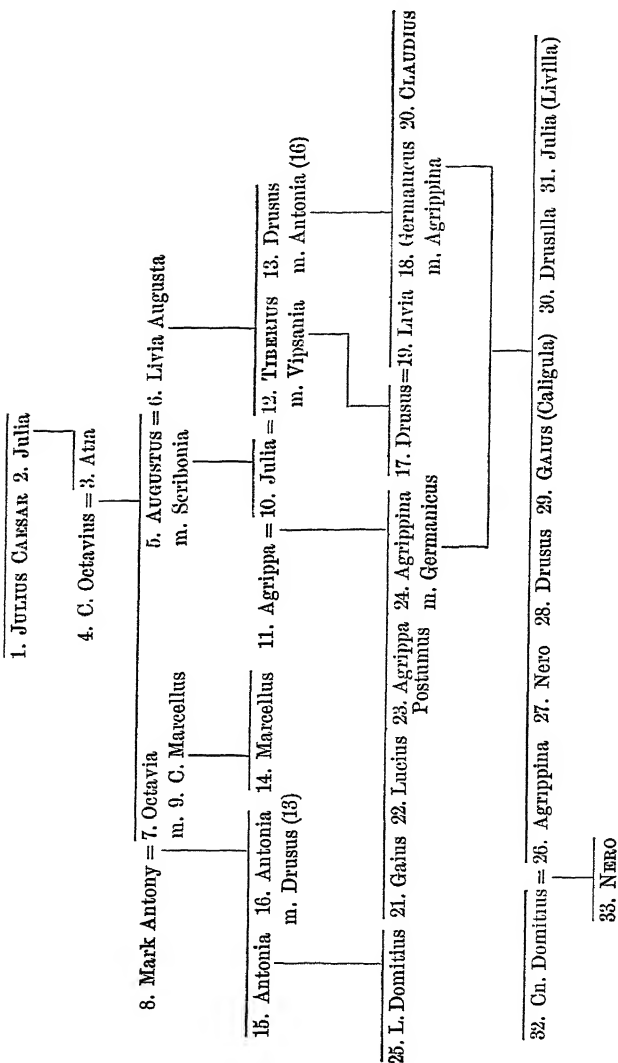 1. JULIUS CAESAR 2. Julia
4. C. Octavius = 3. Atia
8. Mark Antony = 7. Octavia
m. 9. C. Marcellus
5. AUGUSTUS = 6. Livia Augusta
m. Scribonia
15. Antonia 16. Antonia
m. Drusus (13)
14. Marcellus
11. Agrippa = 10. Julia = 12. TIBERIUS
m. Vipsania
13. Drusus
m. Antonia (16)
25. L. Domitius
21. Gaius 22. Lucius 23. Agrippa
Postumus
24. Agrippina
m. Germanicus
17. Drusus = 19. Livia 18. Germanicus 20. CLAUDIUS
m. Agrippina
32. Cn. Domitius = 26. Agrippina 27. Nero 28. Drusus 29. GAIUS (Caligula) 30. Drusilla 31. Julia (Livilla)
33. NERO